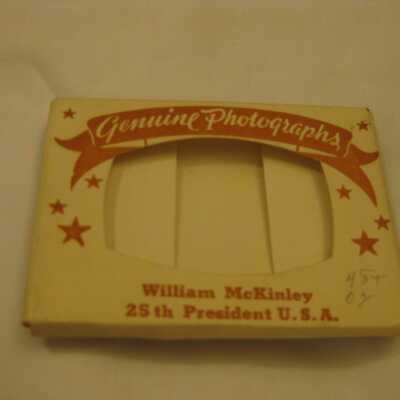 Genuine Photographs
William McKinley
25th President U.S.A.